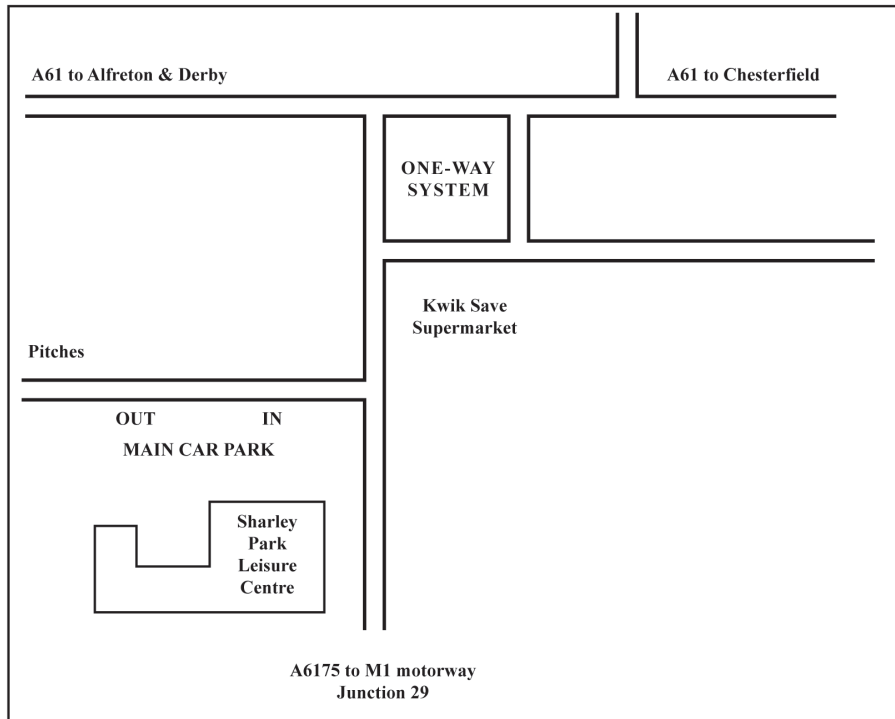 A61 to Alfreton & Derby
A61 to Chesterfield
ONE-WAY
SYSTEM
Kwik Save
Supermarket
Pitches
OUT
IN
MAIN CAR PARK
Sharley
Park
Leisure
Centre
A6175 to M1 motorway
Junction 29